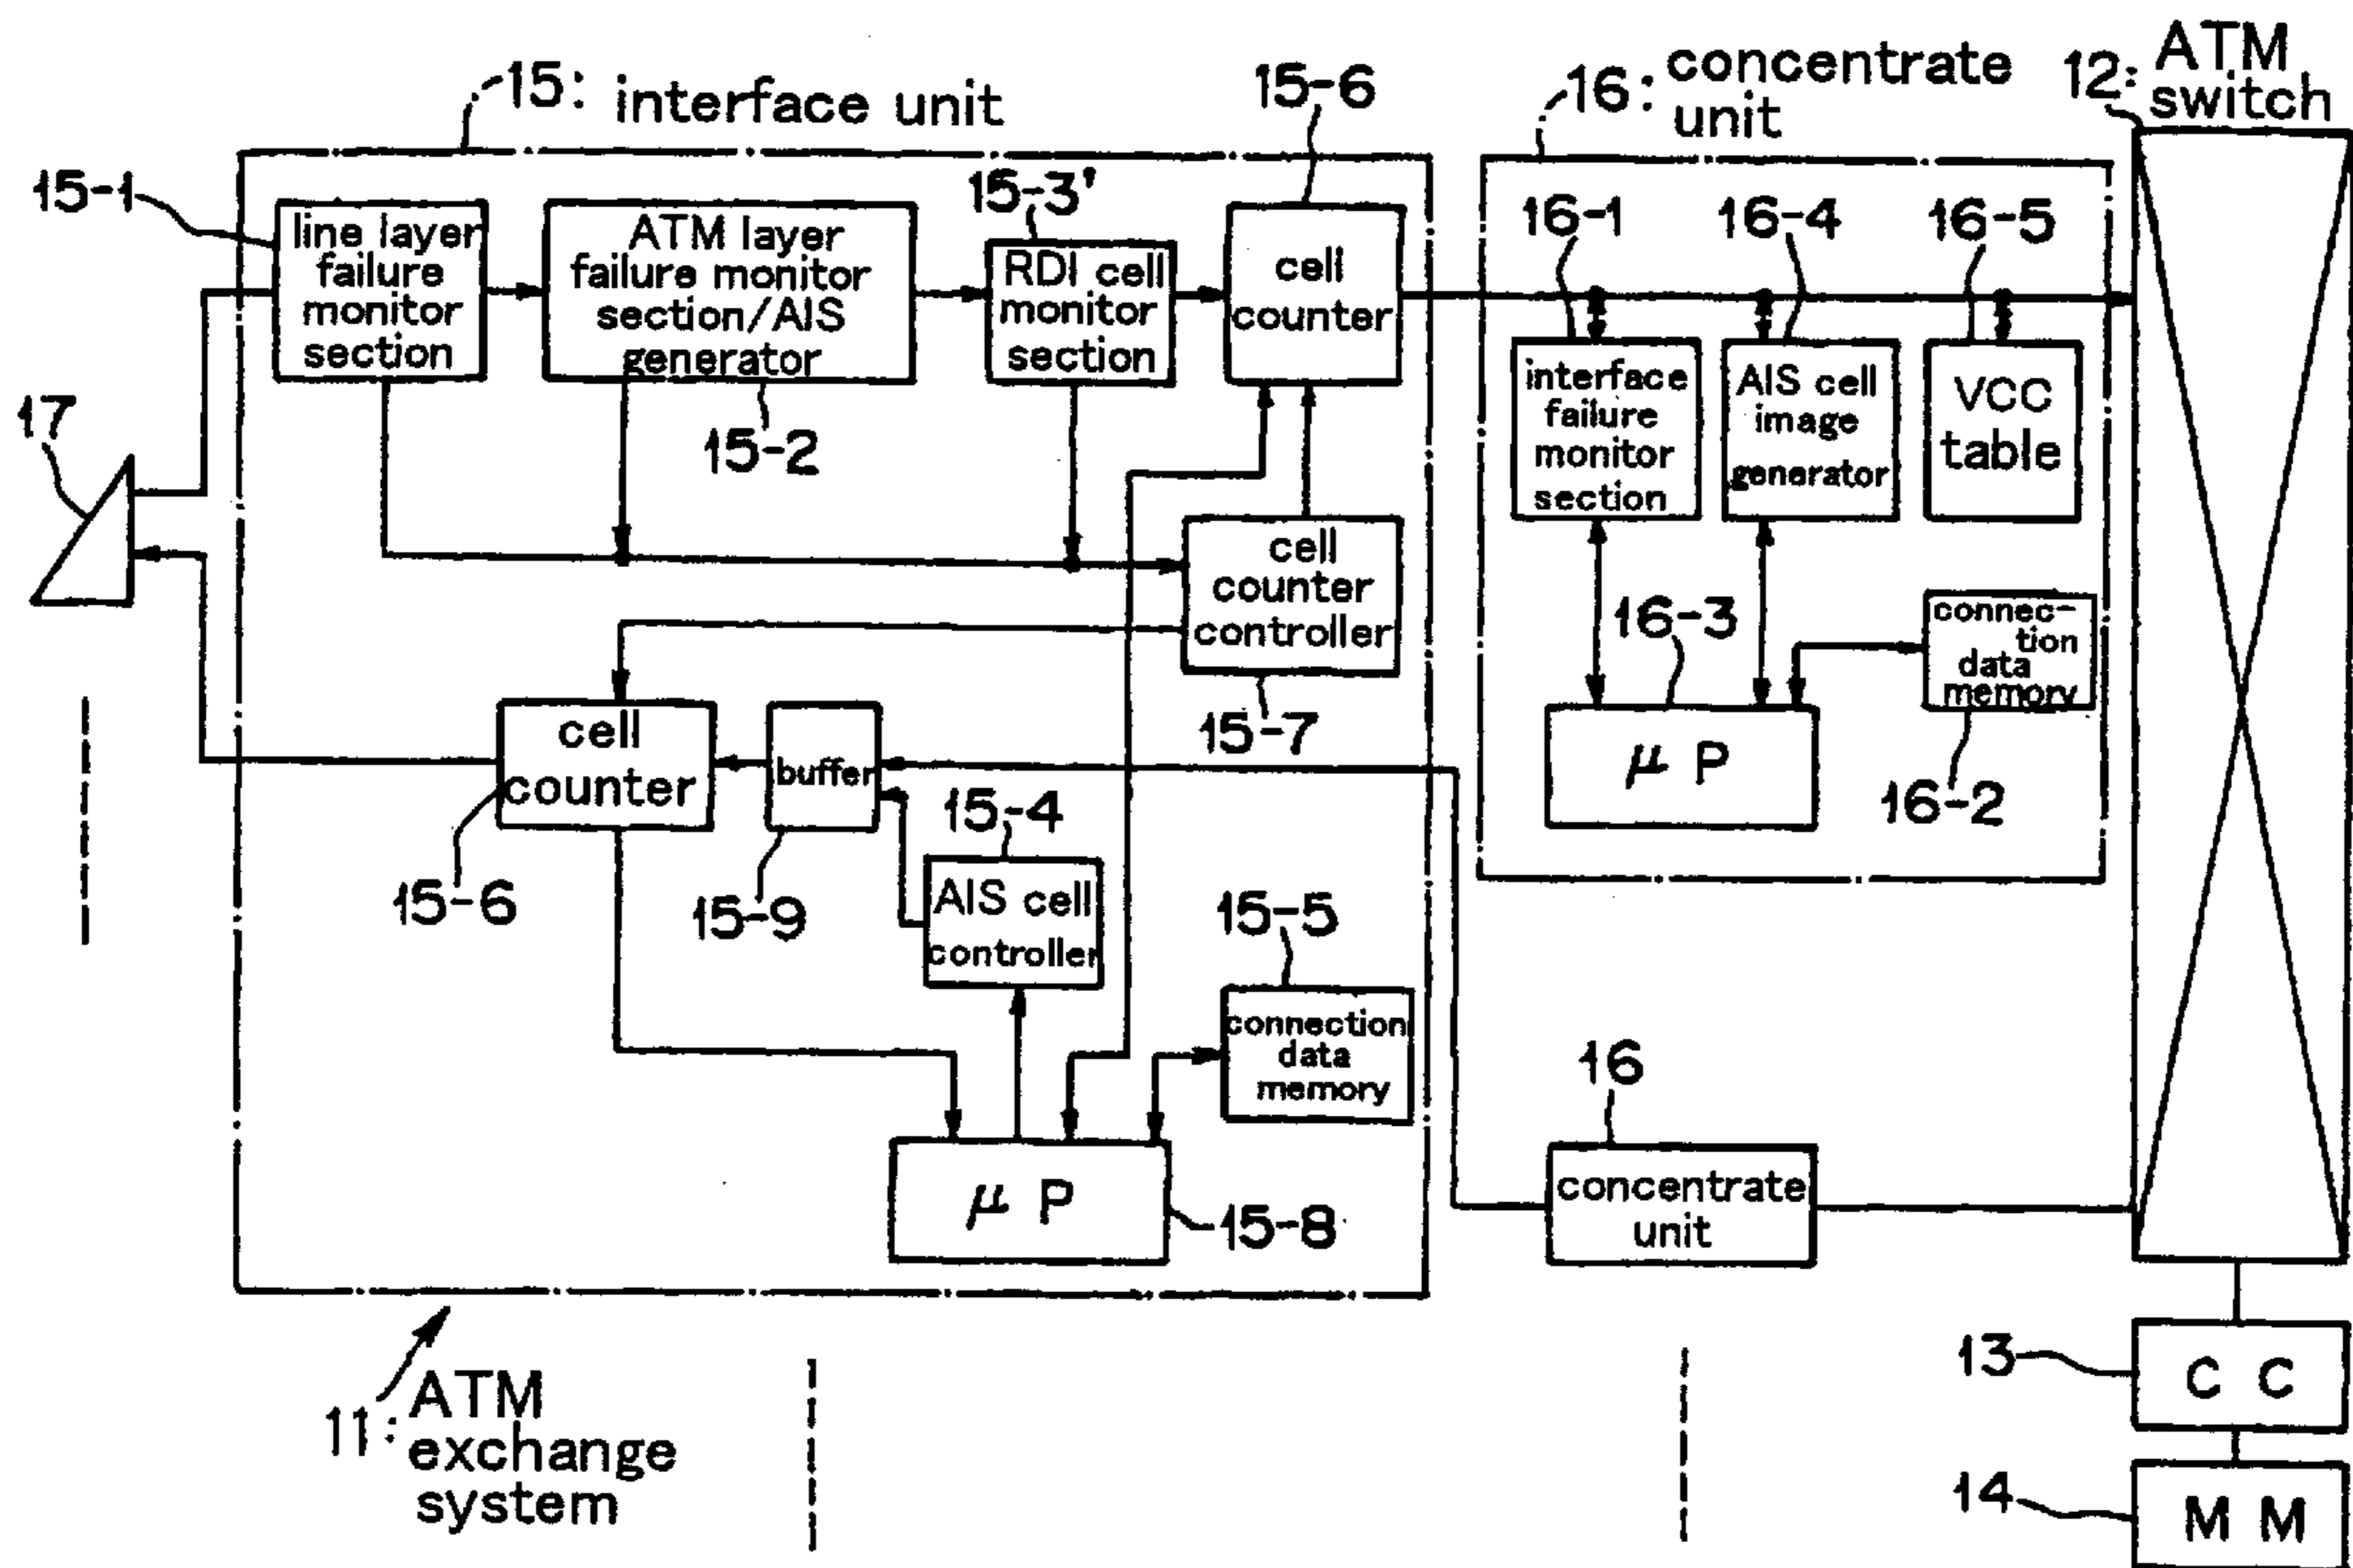 15: interface unit
15-6
16: concentrate
unit
12: ATM
switch
15-1
line layer
failure
monitor
section
ATM layer
failure monitor
section/AIS
generator
15-2
15-3'
RDI cell
monitor
section
cell
counter
16-1
16-4
16-5
interface
failure
monitor
section
AIS cell
image
generator
VCC
table
17
cell
counter
controller
15-7
16-3
μ P
connec-
tion
data
memory
16-2
cell
counter
15-6
buffer
15-9
15-4
AIS cell
controller
15-5
connection
data
memory
μ P
15-8
16
concentrate
unit
11: ATM
exchange
system
13
C C
14
M M